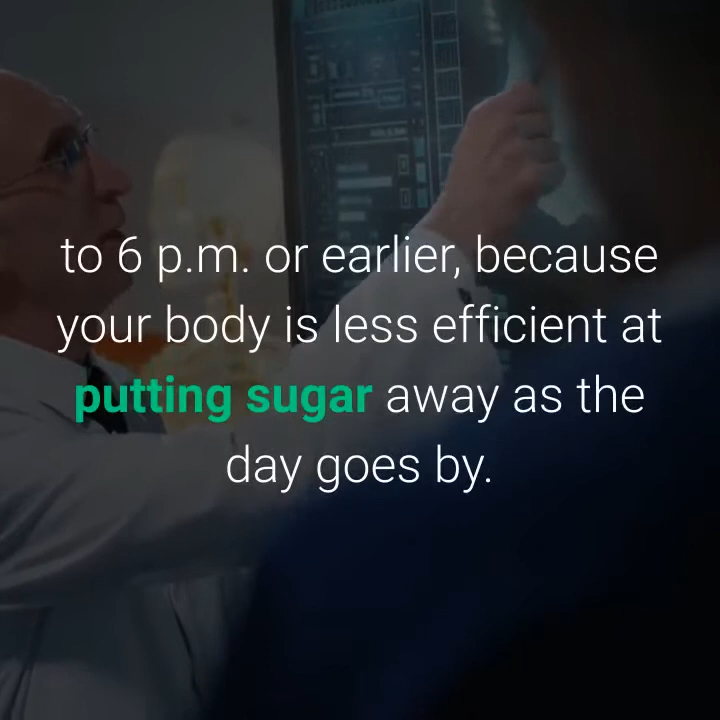 to 6 p.m. or earlier, because
your body is less efficient at
putting sugar away as the
day goes by.